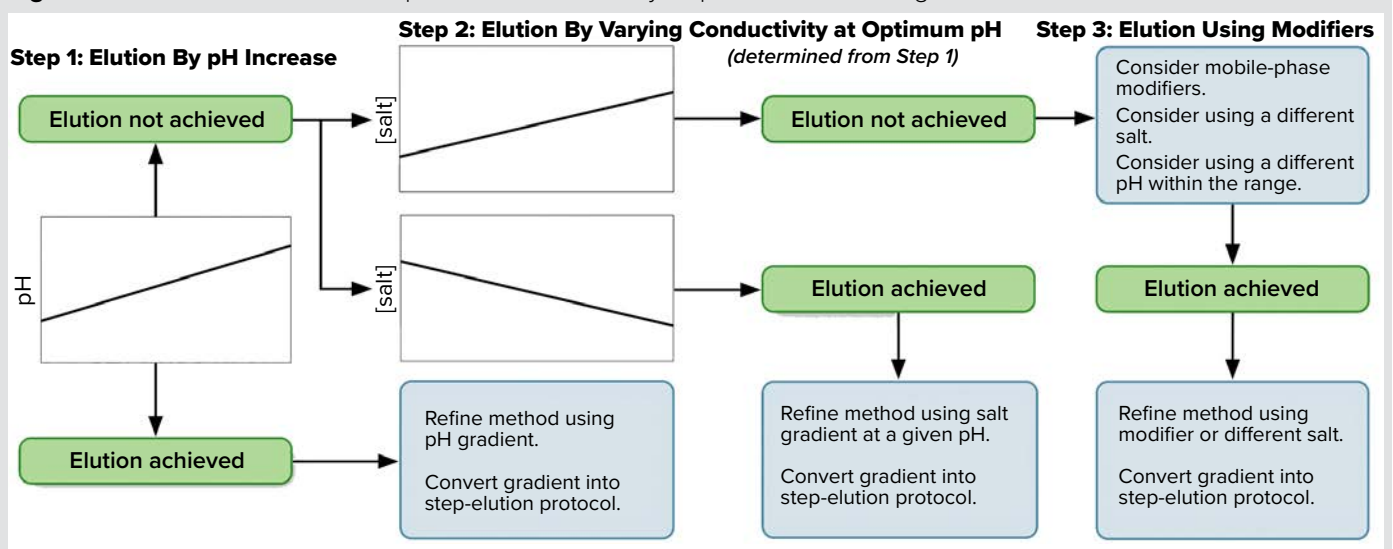 Step 1: Elution By pH Increase
Elution not achieved
pH
Elution achieved
Step 2: Elution By Varying Conductivity at Optimum pH
(determined from Step 1)
[salt]
Elution not achieved
[salt]
Elution achieved
Refine method using
pH gradient.
Convert gradient into
step-elution protocol.
Refine method using salt
gradient at a given pH.
Convert gradient into
step-elution protocol.
Step 3: Elution Using Modifiers
Consider mobile-phase
modifiers.
Consider using a different
salt.
Consider using a different
pH within the range.
Elution achieved
Refine method using
modifier or different salt.
Convert gradient into
step-elution protocol.